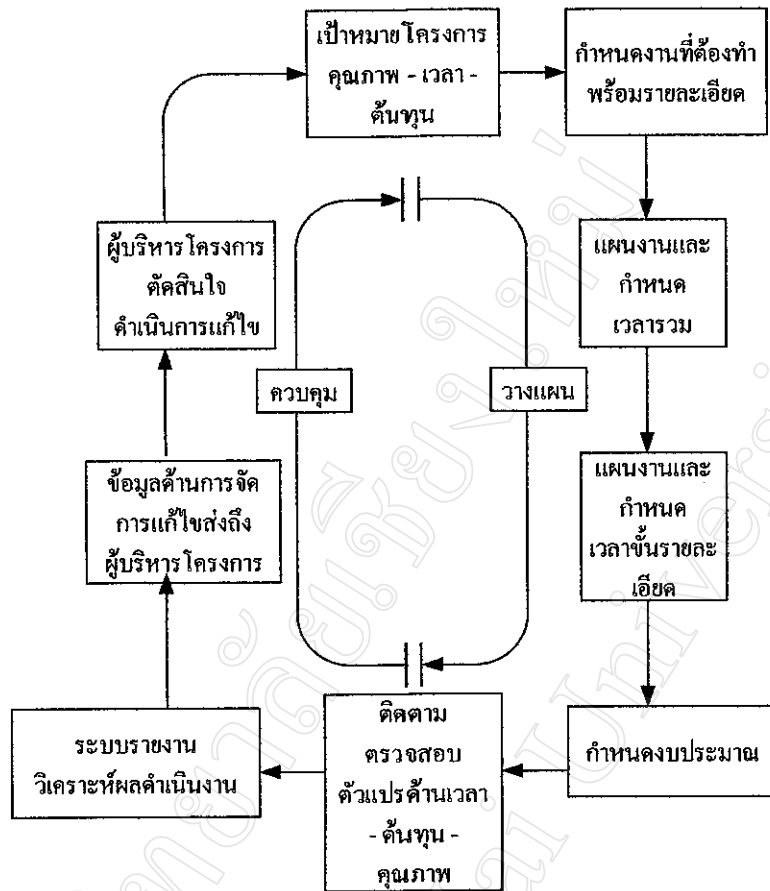 เป้าหมายโครงการ
คุณภาพ - เวลา -
ต้นทุน
กำหนดงานที่ต้องทำ
พร้อมรายละเอียด
ผู้บริหารโครงการ
ตัดสินใจ
ดำเนินการแก้ไข
แผนงานและ
กำหนด
เวลารวม
ควบคุม
วางแผน
ข้อมูลด้านการจัด
การแก้ไขส่งถึง
ผู้บริหารโครงการ
แผนงานและ
กำหนด
เวลาขั้นรายละ
เอียด
ระบบรายงาน
วิเคราะห์ผลดำเนินงาน
ติดตาม
ตรวจสอบ
ตัวแปรด้านเวลา
- ต้นทุน -
คุณภาพ
กำหนดงบประมาณ